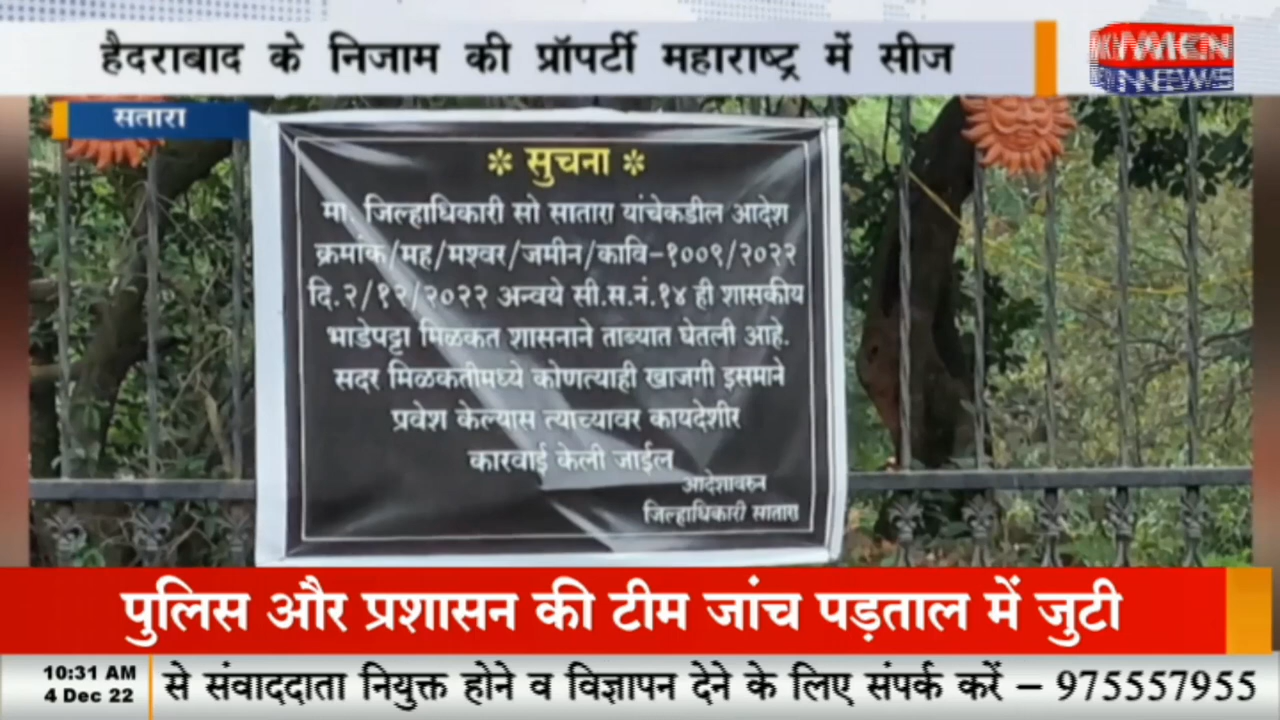 हैदराबाद के निजाम की प्रॉपर्टी महाराष्ट्र में सीज
सतारा
* सुचना *
मा. जिल्हाधिकारी सो सातारा यांचेकडील आदेश
क्रमांक/मह/मश्वर/जमीन/कावि-१००९/२०२२
दि.२/१२/२०२२ अन्वये सी.स.नं.१४ ही शासकीय
भाडेपट्टा मिळकत शासनाने ताब्यात घेतली आहे.
सदर मिळकतीमध्ये कोणत्याही खाजगी इसमाने
प्रवेश केल्यास त्याच्यावर कायदेशीर
कारवाई केली जाईल
आदेशावरुन
जिल्हाधिकारी सातारा
पुलिस और प्रशासन की टीम जांच पड़ताल में जुटी
10:31 AM
4 Dec 22
से संवाददाता नियुक्त होने व विज्ञापन देने के लिए संपर्क करें – 975557955